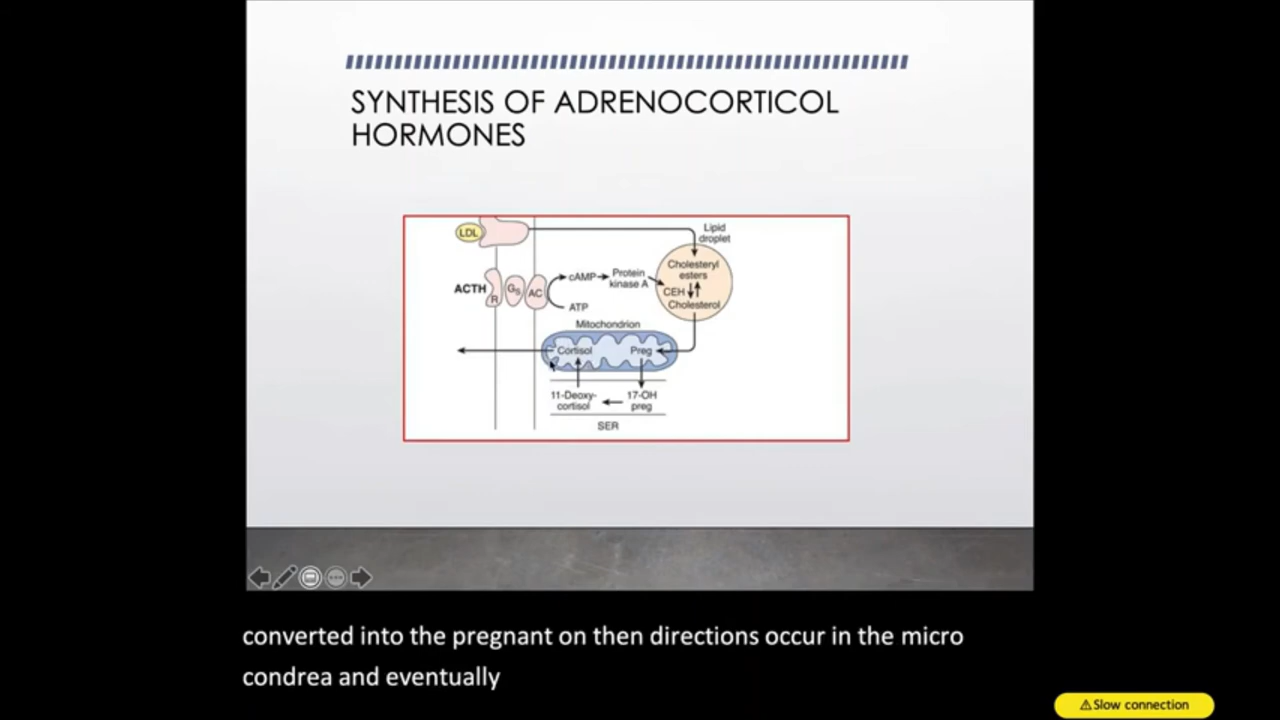 SYNTHESIS OF ADRENOCORTICOL
HORMONES
LDL
Lipid
droplet
Cholesteryl
esters
CEH
Cholesterol
ACTH
R
Gs
AC
cAMP
Protein
kinase A
ATP
Mitochondrion
Cortisol
Preg
11-Deoxy-
cortisol
17-OH
preg
SER
converted into the pregnant on then directions occur in the micro
condrea and eventually
⚠Slow connection